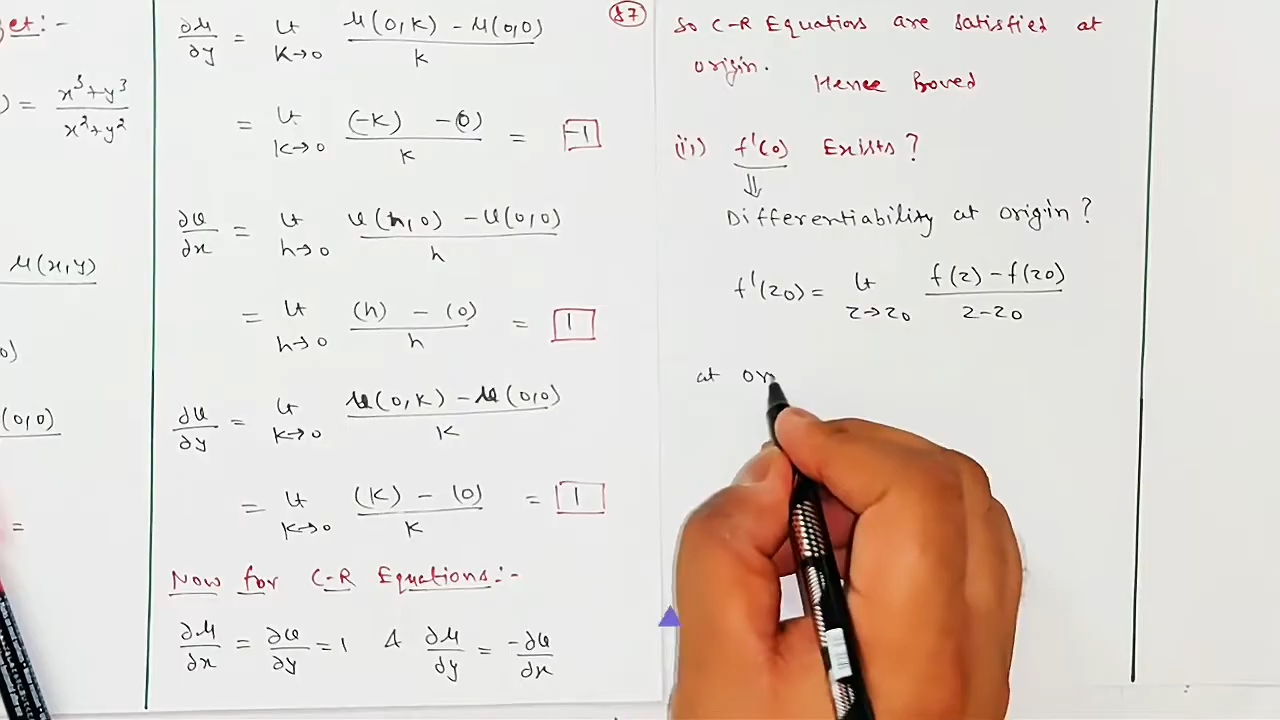 get:-
) = x³+y³ / x²+y²
u(x,y)
0)
(0,0)
=
∂u/∂y = Lt k→0 u(0,k) - u(0,0) / k
= Lt k→0 (-k) - (0) / k = -1
∂v/∂x = Lt h→0 v(h,0) - v(0,0) / h
= Lt h→0 (h) - (0) / h = 1
∂v/∂y = Lt k→0 v(0,k) - v(0,0) / k
= Lt k→0 (k) - (0) / k = 1
Now for C-R Equations:-
∂u/∂x = ∂v/∂y = 1 & ∂u/∂y = -∂v/∂x
87
So C-R Equations are satisfied at
origin.
Hence Proved
(ii) f'(0) Exists?
⇓
Differentiability at origin?
f'(z0) = Lt z→z0 f(z) - f(z0) / z-z0
at or